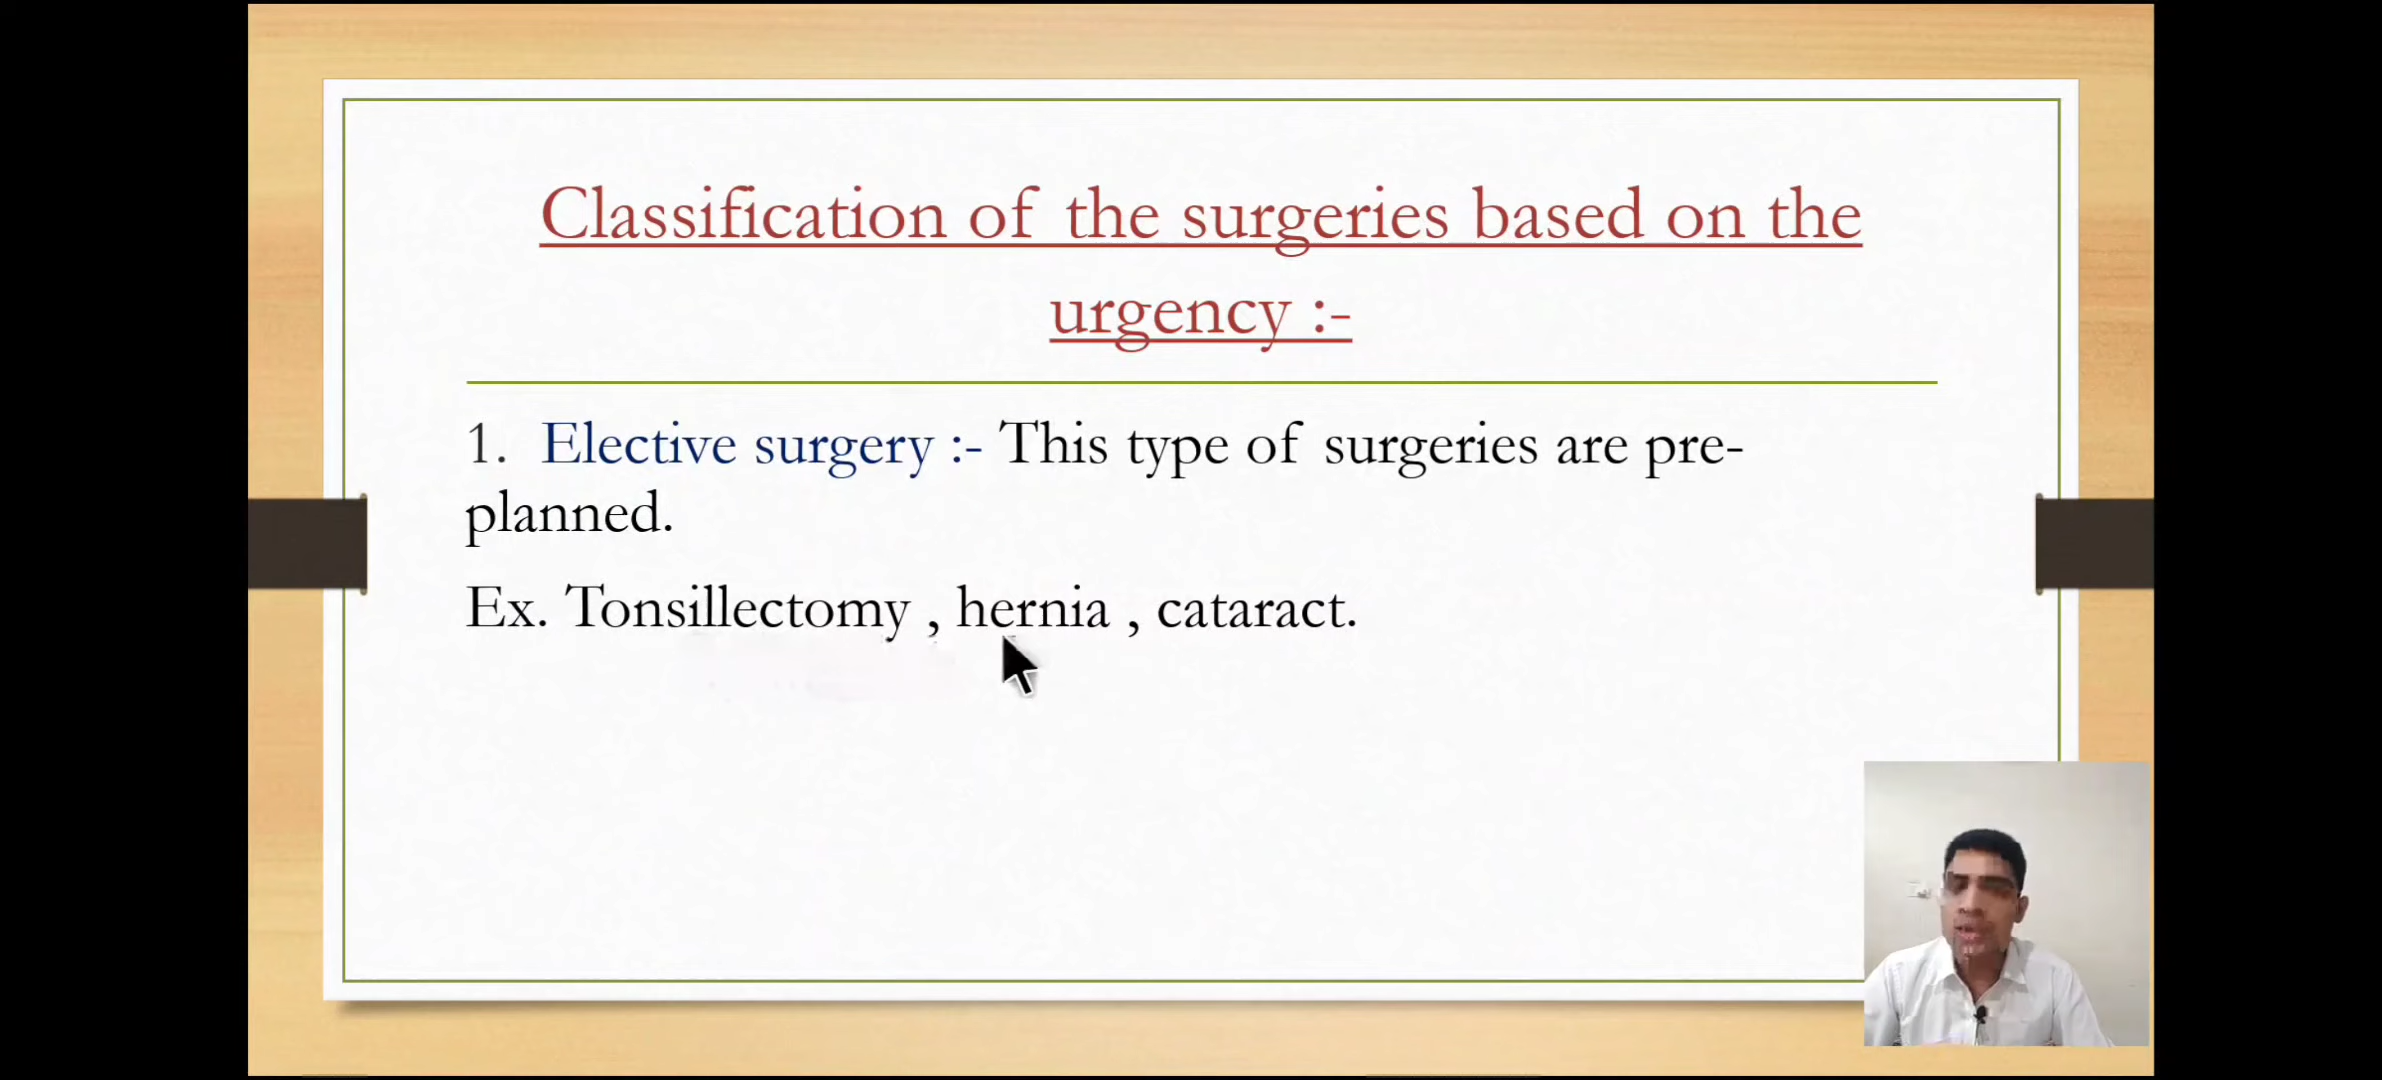 Classification of the surgeries based on the
urgency :-
1. Elective surgery :- This type of surgeries are pre-
planned.
Ex. Tonsillectomy , hernia , cataract.